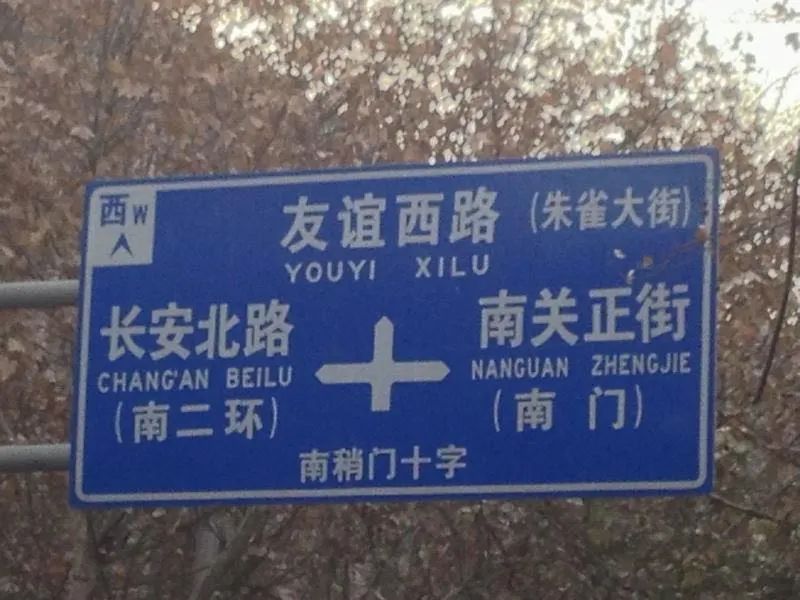 西W
友谊西路（朱雀大街）
YOUYI XILU
长安北路
CHANG'AN BEILU
（南二环）
南关正街
NANGUAN ZHENGJIE
（南门）
南稍门十字